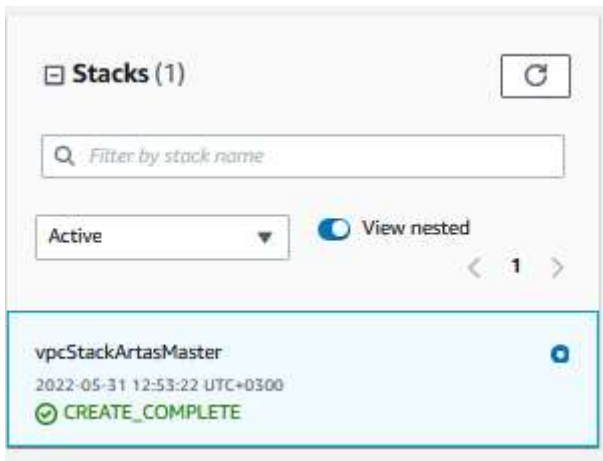 Stacks (1)
Filter by stack name
Active
View nested
1
vpcStackArtasMaster
2022-05-31 12:53:22 UTC+0300
CREATE_COMPLETE